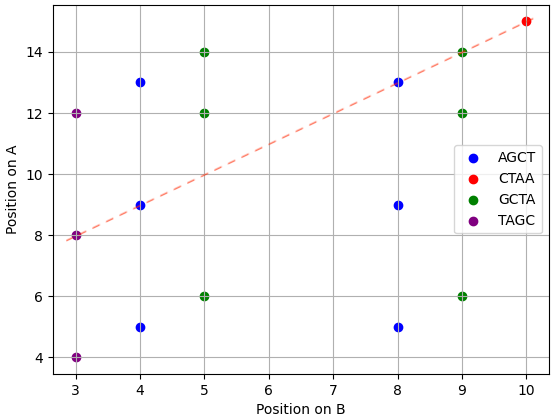 Position on A
14
12
10
8
6
4
AGCT
CTAA
GCTA
TAGC
3 4 5 6 7 8 9 10
Position on B